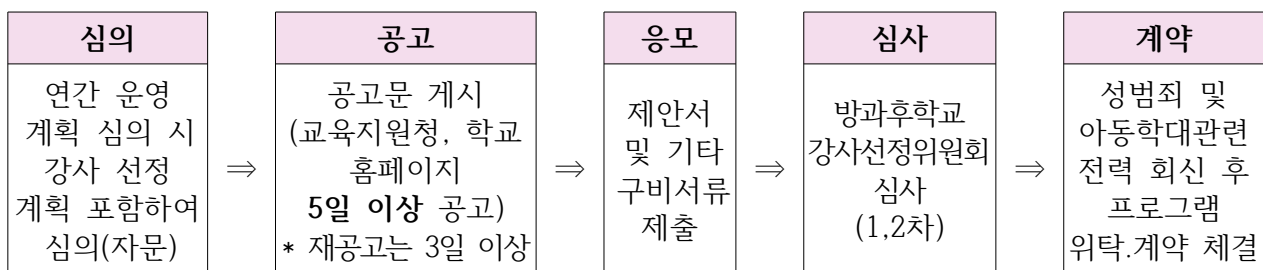 심의
연간 운영
계획 심의 시
강사 선정
계획 포함하여
심의(자문)
⇒
공고
공고문 게시
(교육지원청, 학교
홈페이지
5일 이상 공고)
* 재공고는 3일 이상
⇒
응모
제안서
및 기타
구비서류
제출
⇒
심사
방과후학교
강사선정위원회
심사
(1,2차)
⇒
계약
성범죄 및
아동학대관련
전력 회신 후
프로그램
위탁.계약 체결